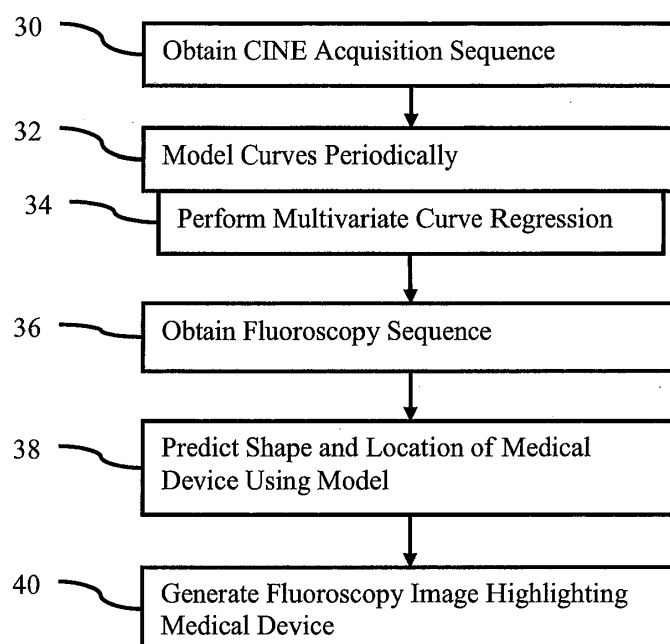 30
Obtain CINE Acquisition Sequence
32
Model Curves Periodically
34
Perform Multivariate Curve Regression
36
Obtain Fluoroscopy Sequence
38
Predict Shape and Location of Medical
Device Using Model
40
Generate Fluoroscopy Image Highlighting
Medical Device